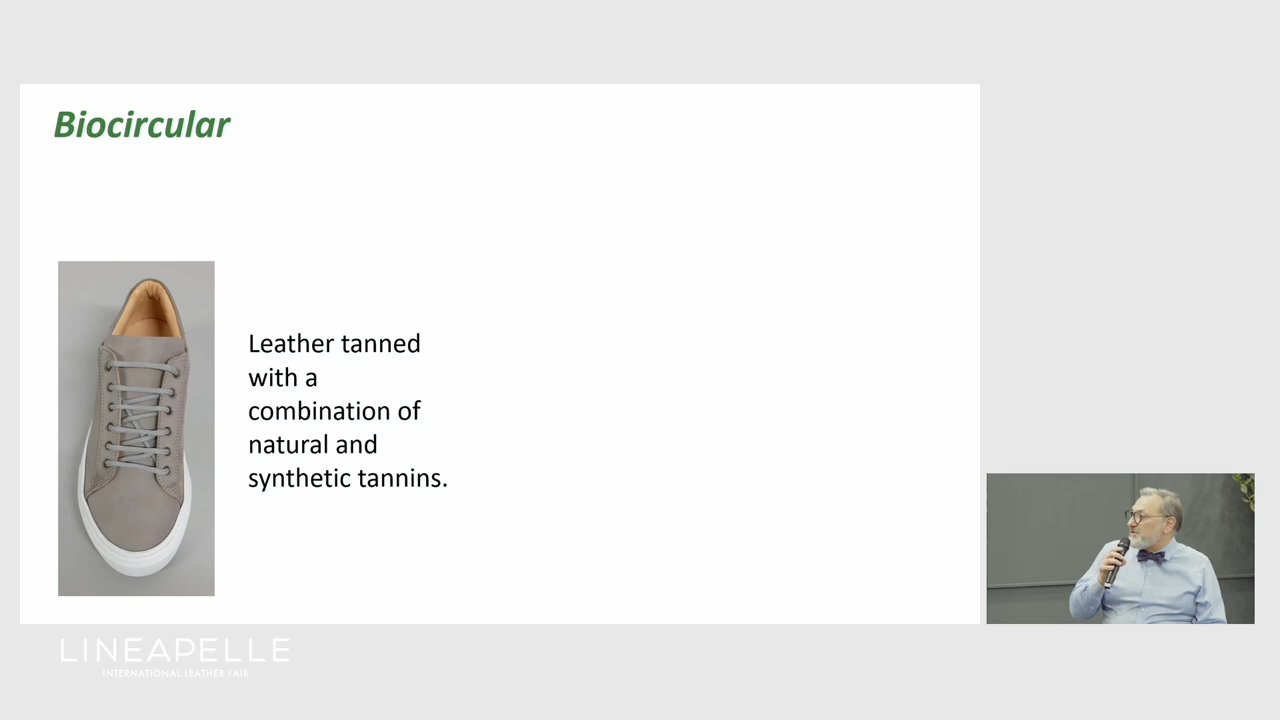 Biocircular
Leather tanned
with a
combination of
natural and
synthetic tannins.
LINEAPELLE
INTERNATIONAL LEATHER FAIR